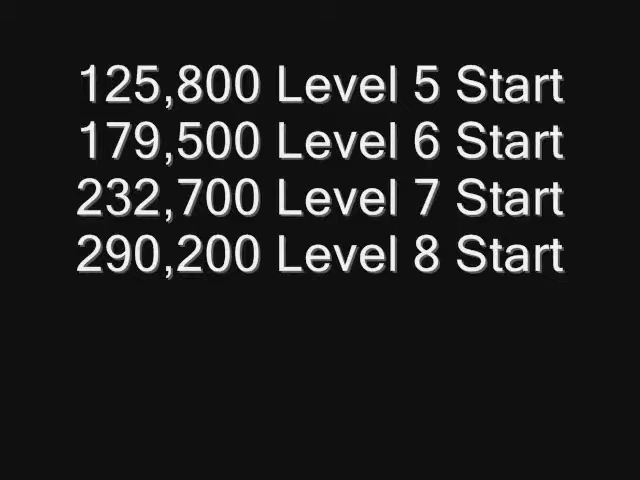 125,800 Level 5 Start
179,500 Level 6 Start
232,700 Level 7 Start
290,200 Level 8 Start